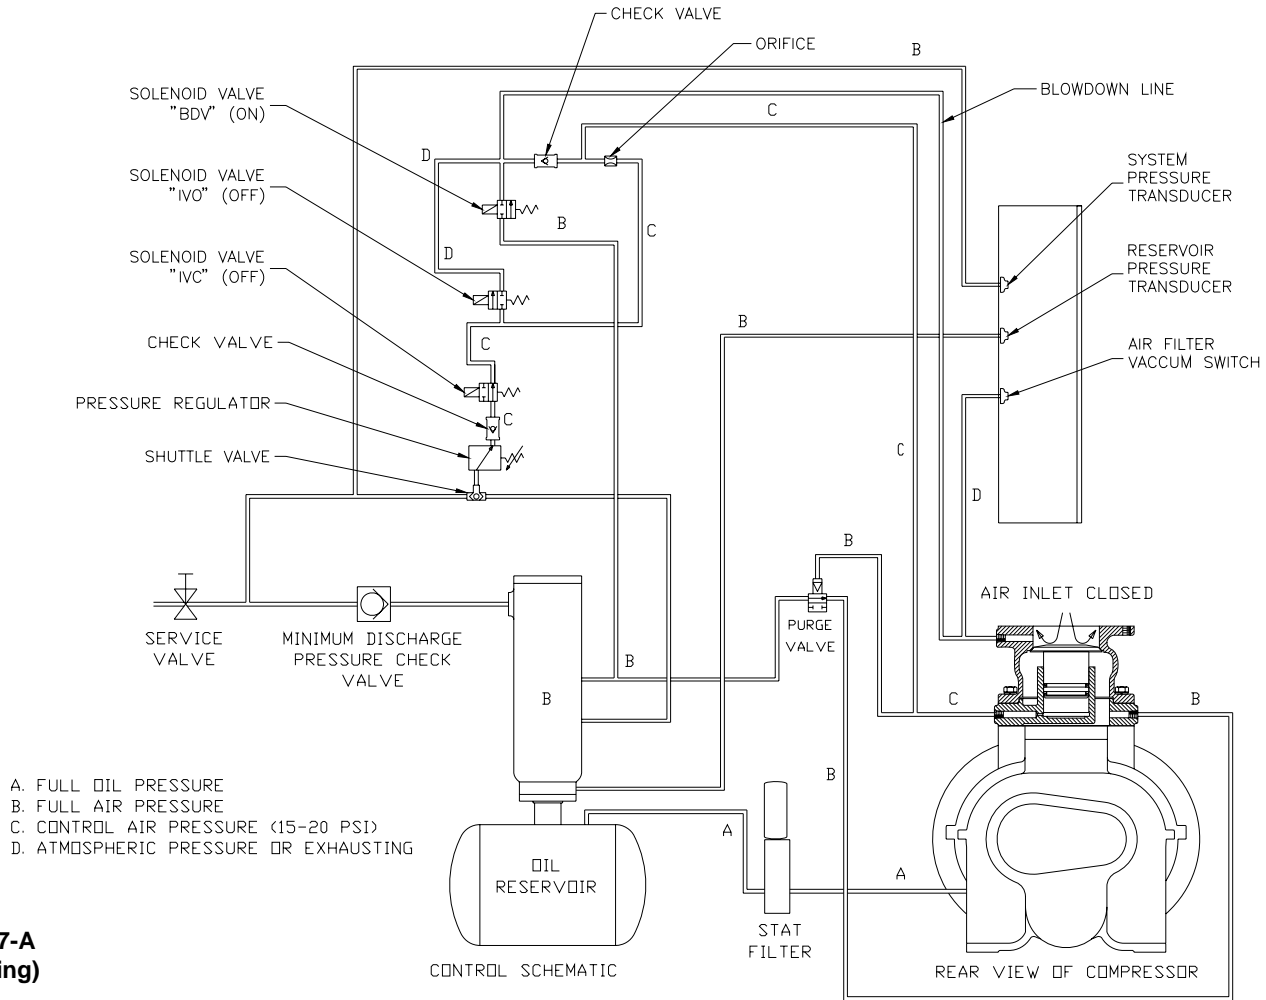 CHECK VALVE
ORIFICE
B
SOLENOID VALVE
"BDV" (ON)
BLOWDOWN LINE
C
D
SYSTEM
PRESSURE
TRANSDUCER
SOLENOID VALVE
"IVO" (OFF)
B
C
D
SOLENOID VALVE
"IVC" (OFF)
RESERVOIR
PRESSURE
TRANSDUCER
B
CHECK VALVE
C
AIR FILTER
VACCUM SWITCH
PRESSURE REGULATOR
C
SHUTTLE VALVE
C
D
B
AIR INLET CLOSED
SERVICE
VALVE
MINIMUM DISCHARGE
PRESSURE CHECK
VALVE
PURGE
VALVE
B
B
C
B
B
A. FULL OIL PRESSURE
B. FULL AIR PRESSURE
C. CONTROL AIR PRESSURE (15-20 PSI)
D. ATMOSPHERIC PRESSURE OR EXHAUSTING
A
OIL
RESERVOIR
A
STAT
FILTER
7-A
ing)
CONTROL SCHEMATIC
REAR VIEW OF COMPRESSOR